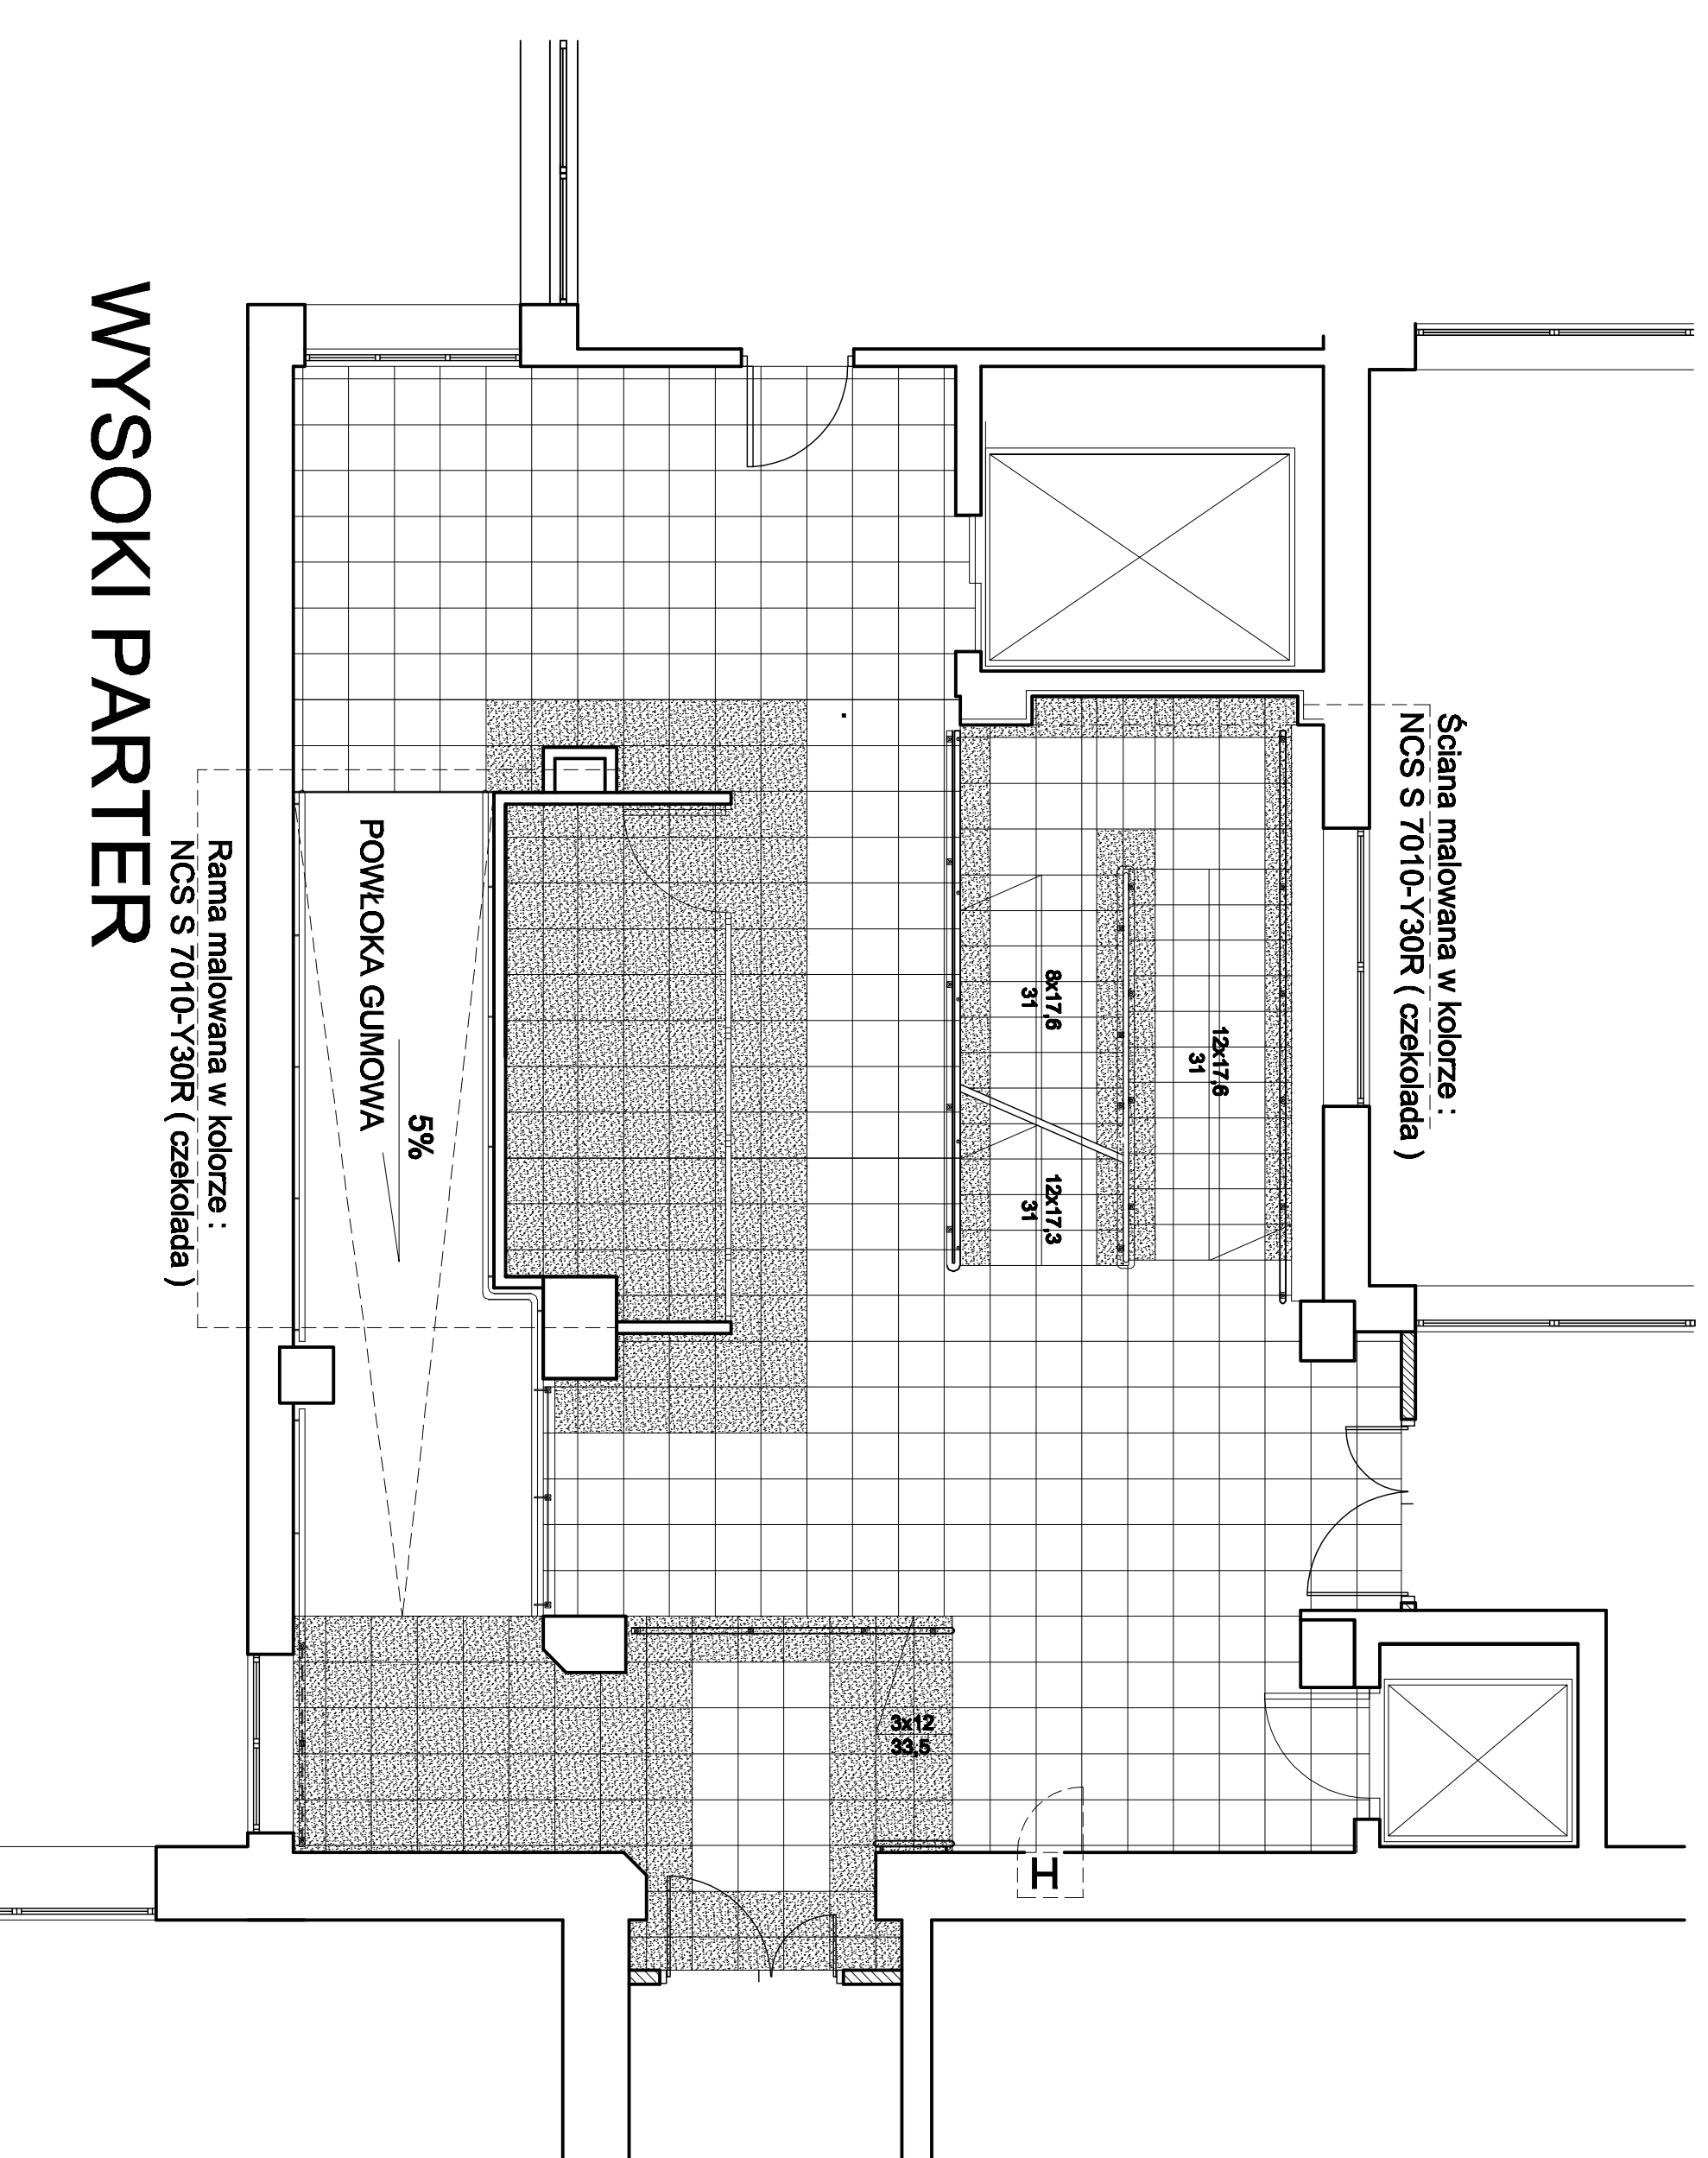 Ściana malowana w kolorze :
NCS S 7010-Y30R ( czekolada )
12x17,6
31
8x17,6
31
12x17,3
31
3x12
33,5
H
5%
POWŁOKA GUMOWA
Rama malowana w kolorze :
NCS S 7010-Y30R ( czekolada )
WYSOKI PARTER